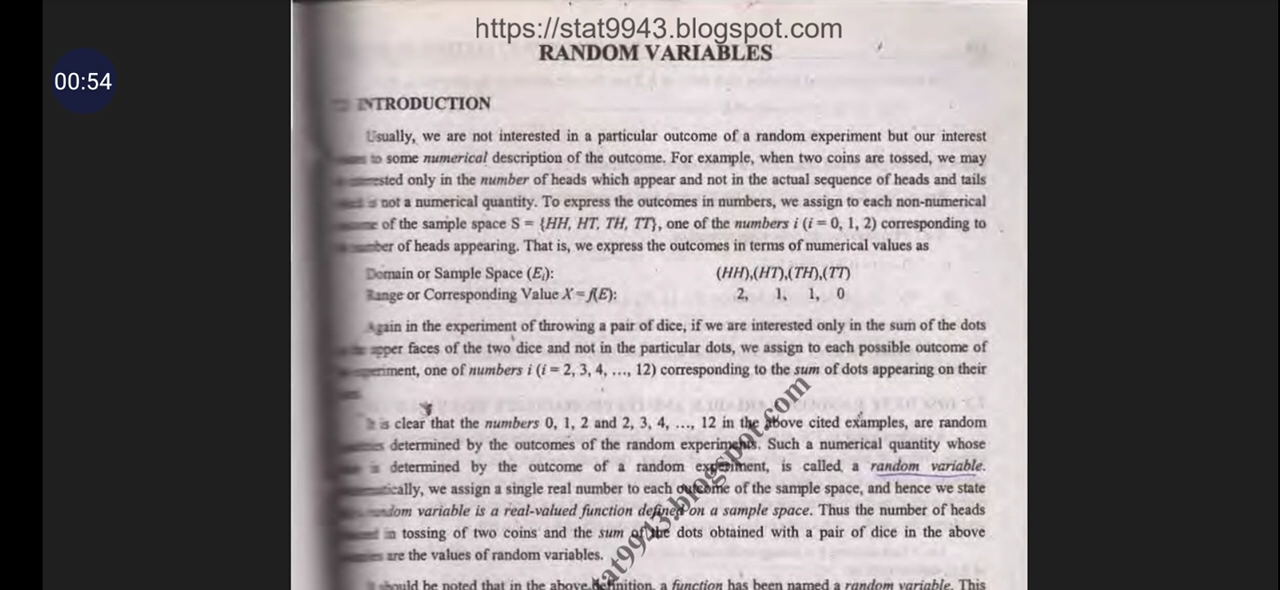 https://stat9943.blogspot.com
RANDOM VARIABLES
00:54
INTRODUCTION
Usually, we are not interested in a particular outcome of a random experiment but our interest
to some numerical description of the outcome. For example, when two coins are tossed, we may
only in the number of heads which appear and not in the actual sequence of heads and tails
not a numerical quantity. To express the outcomes in numbers, we assign to each non-numerical
of the sample space S = {HH, HT, TH, TT}, one of the numbers i (i = 0, 1, 2) corresponding to
of heads appearing. That is, we express the outcomes in terms of numerical values as
Domain or Sample Space (Ei): (HH),(HT),(TH),(TT)
Range or Corresponding Value X = f(E): 2, 1, 1, 0
Again in the experiment of throwing a pair of dice, if we are interested only in the sum of the dots
upper faces of the two dice and not in the particular dots, we assign to each possible outcome of
one of numbers i (i = 2, 3, 4, ..., 12) corresponding to the sum of dots appearing on their
It is clear that the numbers 0, 1, 2 and 2, 3, 4, ..., 12 in the above cited examples, are random
determined by the outcomes of the random experiments. Such a numerical quantity whose
is determined by the outcome of a random experiment, is called a random variable.
we assign a single real number to each outcome of the sample space, and hence we state
variable is a real-valued function defined on a sample space. Thus the number of heads
in tossing of two coins and the sum of the dots obtained with a pair of dice in the above
are the values of random variables.
It should be noted that in the above definition, a function has been named a random variable. This
stat9943.blogspot.com